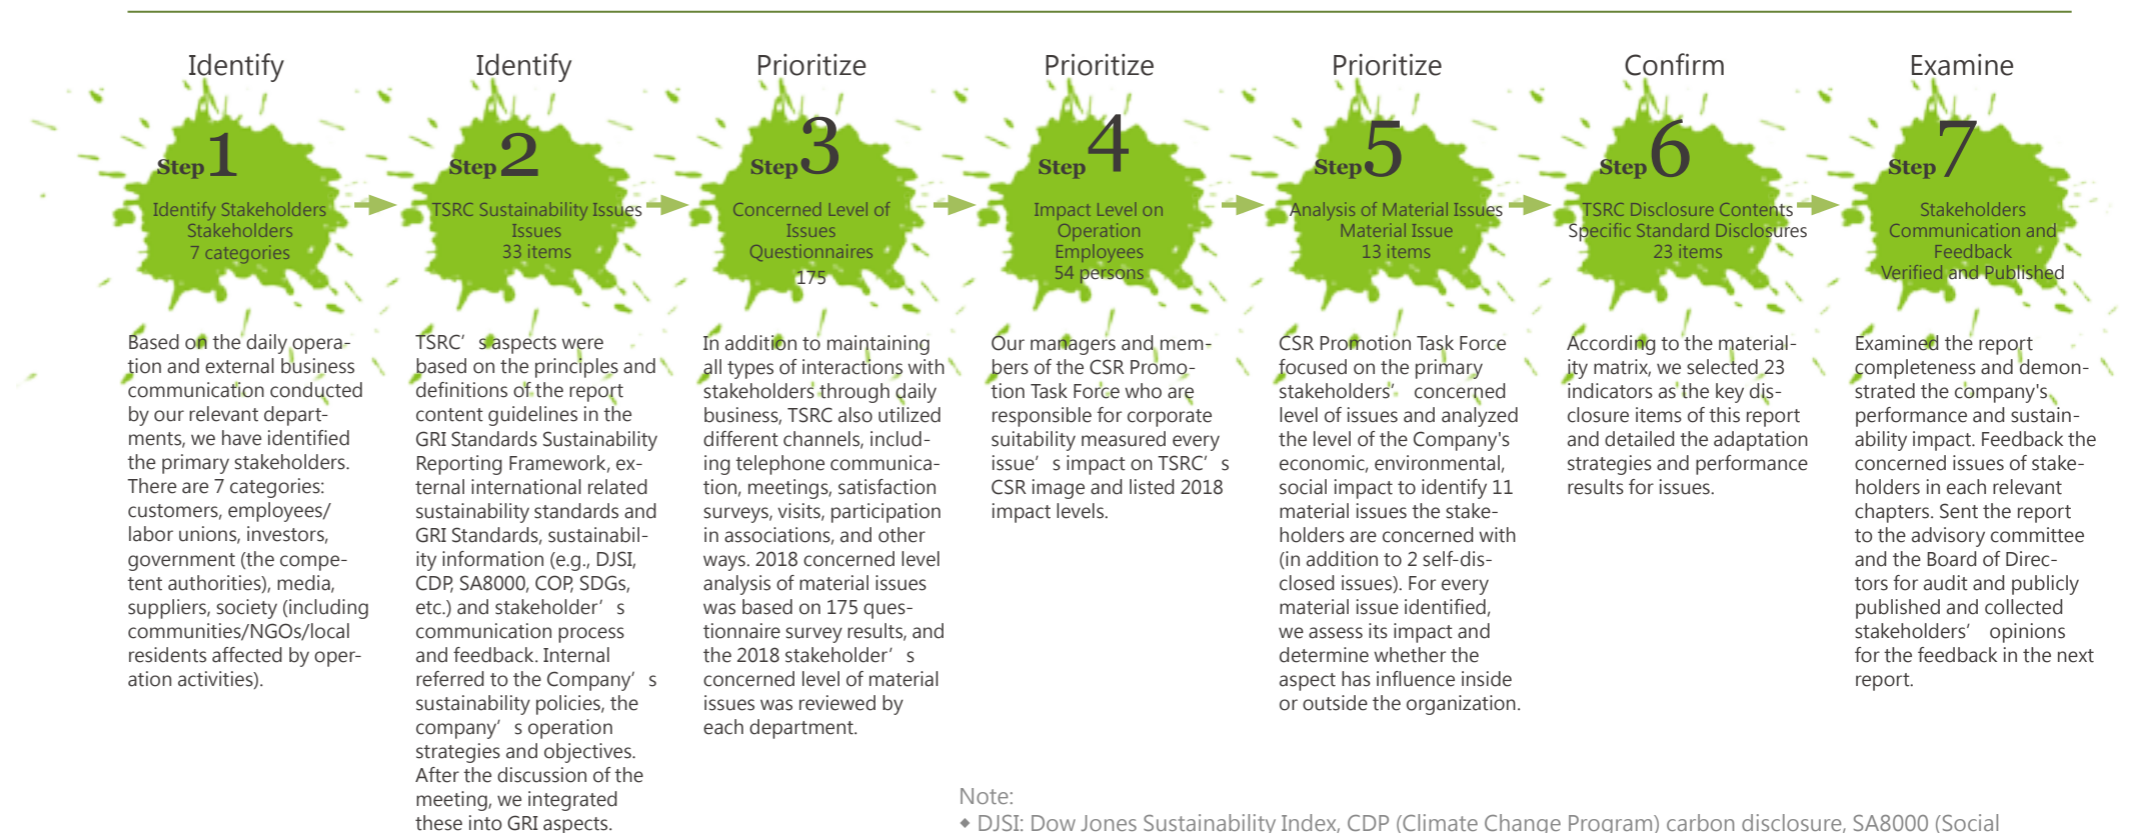 Identify
Step 1
Identify Stakeholders
Stakeholders
7 categories
Based on the daily opera-
tion and external business
communication conducted
by our relevant depart-
ments, we have identified
the primary stakeholders.
There are 7 categories:
customers, employees/
labor unions, investors,
government (the compe-
tent authorities), media,
suppliers, society (including
communities/NGOs/local
residents affected by oper-
ation activities).
Identify
Step 2
TSRC Sustainability Issues
Issues
33 items
TSRC's aspects were
based on the principles and
definitions of the report
content guidelines in the
GRI Standards Sustainability
Reporting Framework, ex-
ternal international related
sustainability standards and
GRI Standards, sustainabil-
ity information (e.g., DJSI,
CDP, SA8000, COP, SDGs,
etc.) and stakeholder's
communication process
and feedback. Internal
referred to the Company's
sustainability policies, the
company's operation
strategies and objectives.
After the discussion of the
meeting, we integrated
these into GRI aspects.
Prioritize
Step 3
Concerned Level of
Issues
Questionnaires
175
In addition to maintaining
all types of interactions with
stakeholders through daily
business, TSRC also utilized
different channels, includ-
ing telephone communica-
tion, meetings, satisfaction
surveys, visits, participation
in associations, and other
ways. 2018 concerned level
analysis of material issues
was based on 175 ques-
tionnaire survey results, and
the 2018 stakeholder's
concerned level of material
issues was reviewed by
each department.
Prioritize
Step 4
Impact Level on
Operation
Employees
54 persons
Our managers and mem-
bers of the CSR Promo-
tion Task Force who are
responsible for corporate
suitability measured every
issue's impact on TSRC's
CSR image and listed 2018
impact levels.
Prioritize
Step 5
Analysis of Material Issues
Material Issue
13 items
CSR Promotion Task Force
focused on the primary
stakeholders' concerned
level of issues and analyzed
the level of the Company's
economic, environmental,
social impact to identify 11
material issues the stake-
holders are concerned with
(in addition to 2 self-dis-
closed issues). For every
material issue identified,
we assess its impact and
determine whether the
aspect has influence inside
or outside the organization.
Confirm
Step 6
TSRC Disclosure Contents
Specific Standard Disclosures
23 items
According to the material-
ity matrix, we selected 23
indicators as the key dis-
closure items of this report
and detailed the adaptation
strategies and performance
results for issues.
Examine
Step 7
Stakeholders
Communication and
Feedback
Verified and Published
Examined the report
completeness and demon-
strated the company's
performance and sustain-
ability impact. Feedback the
concerned issues of stake-
holders in each relevant
chapters. Sent the report
to the advisory committee
and the Board of Direc-
tors for audit and publicly
published and collected
stakeholders' opinions
for the feedback in the next
report.
Note:
◆ DJSI: Dow Jones Sustainability Index, CDP (Climate Change Program) carbon disclosure, SA8000 (Social